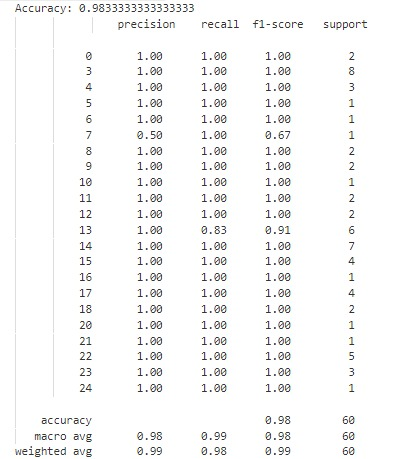 Accuracy: 0.9833333333333333
precision recall f1-score support
0 1.00 1.00 1.00 2
3 1.00 1.00 1.00 8
4 1.00 1.00 1.00 3
5 1.00 1.00 1.00 1
6 1.00 1.00 1.00 1
7 0.50 1.00 0.67 1
8 1.00 1.00 1.00 2
9 1.00 1.00 1.00 2
10 1.00 1.00 1.00 1
11 1.00 1.00 1.00 2
12 1.00 1.00 1.00 2
13 1.00 0.83 0.91 6
14 1.00 1.00 1.00 7
15 1.00 1.00 1.00 4
16 1.00 1.00 1.00 1
17 1.00 1.00 1.00 4
18 1.00 1.00 1.00 2
20 1.00 1.00 1.00 1
21 1.00 1.00 1.00 1
22 1.00 1.00 1.00 5
23 1.00 1.00 1.00 3
24 1.00 1.00 1.00 1
accuracy 0.98 60
macro avg 0.98 0.99 0.98 60
weighted avg 0.99 0.98 0.99 60